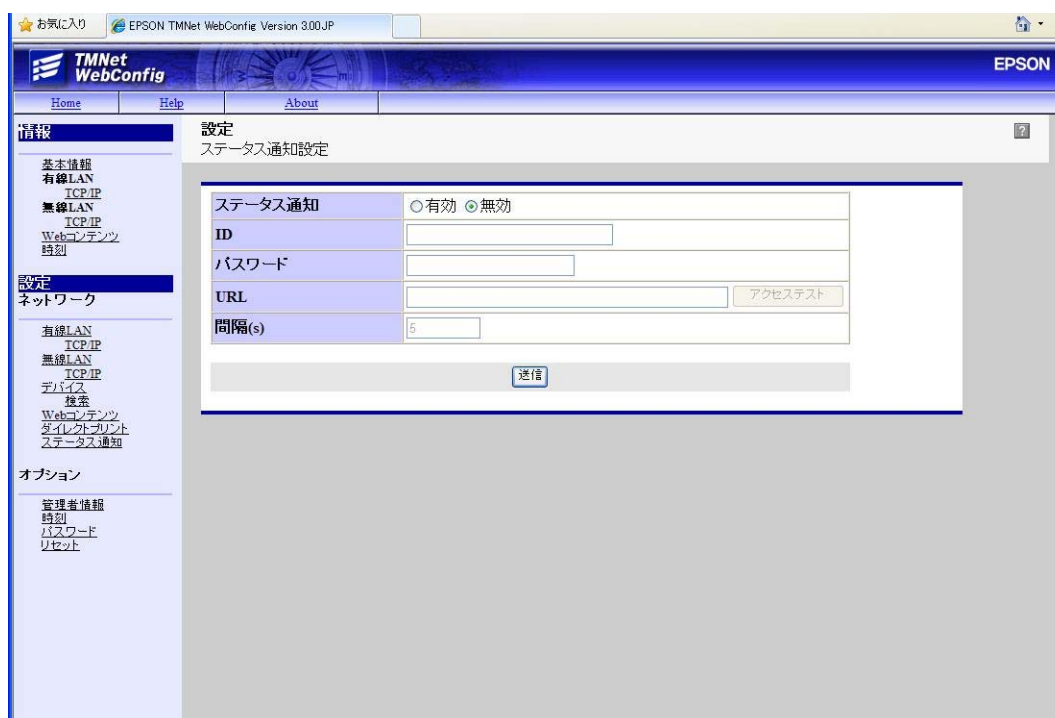 お気に入り
EPSON TMNet WebConfig Version 3.00JP
TMNet
WebConfig
EPSON
Home
Help
About
情報
基本情報
有線LAN
TCP/IP
無線LAN
TCP/IP
Webコンテンツ
時刻
設定
ネットワーク
有線LAN
TCP/IP
無線LAN
TCP/IP
デバイス
検索
Webコンテンツ
ダイレクトプリント
ステータス通知
オプション
管理者情報
時刻
パスワード
リセット
設定
ステータス通知設定
?
ステータス通知 有効 無効
ID
パスワード
URL アクセステスト
間隔(s) 5
送信